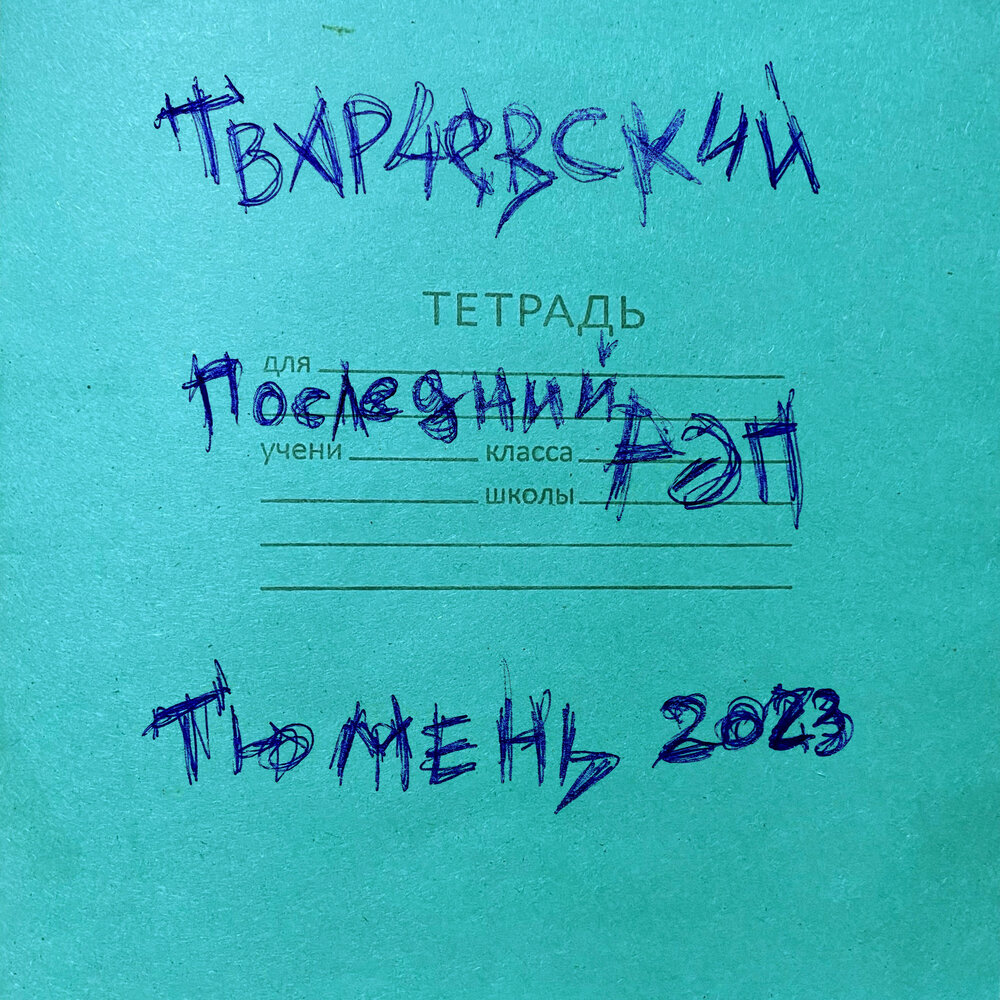 ТВАРЧЕВСКИЙ
ТЕТРАДЬ
для
Последний РЭП
учени класса
школы
ТЮМЕНЬ 2023